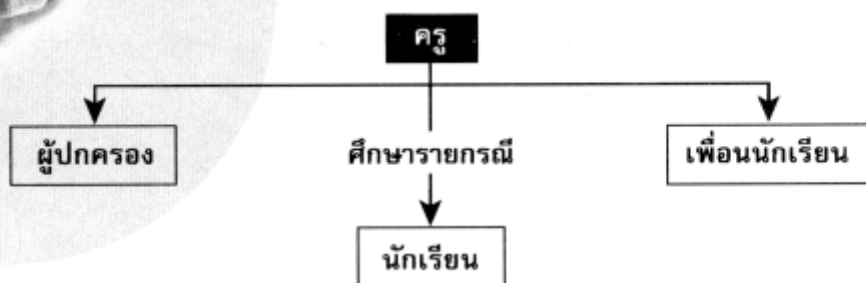 ครู
ผู้ปกครอง
ศึกษารายกรณี
เพื่อนนักเรียน
นักเรียน